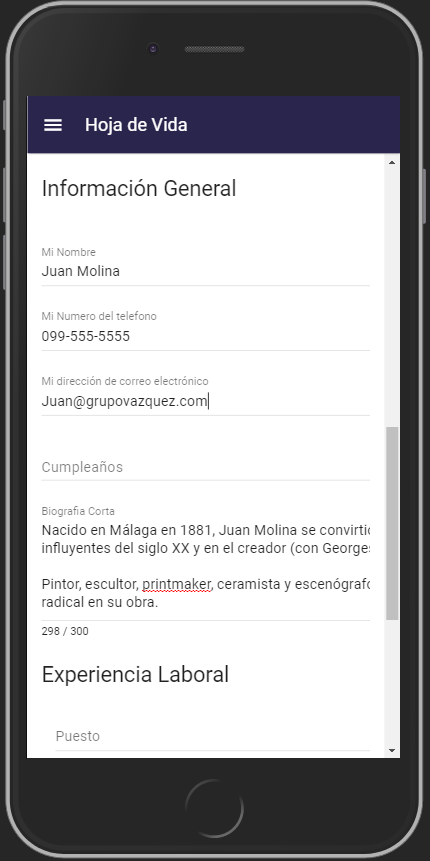 Hoja de Vida
Información General
Mi Nombre
Juan Molina
Mi Numero del telefono
099-555-5555
Mi dirección de correo electrónico
Juan@grupovazquez.com
Cumpleaños
Biografia Corta
Nacido en Málaga en 1881, Juan Molina se convirtió
influyentes del siglo XX y en el creador (con Georges
Pintor, escultor, printmaker, ceramista y escenógrafo
radical en su obra.
298 / 300
Experiencia Laboral
Puesto